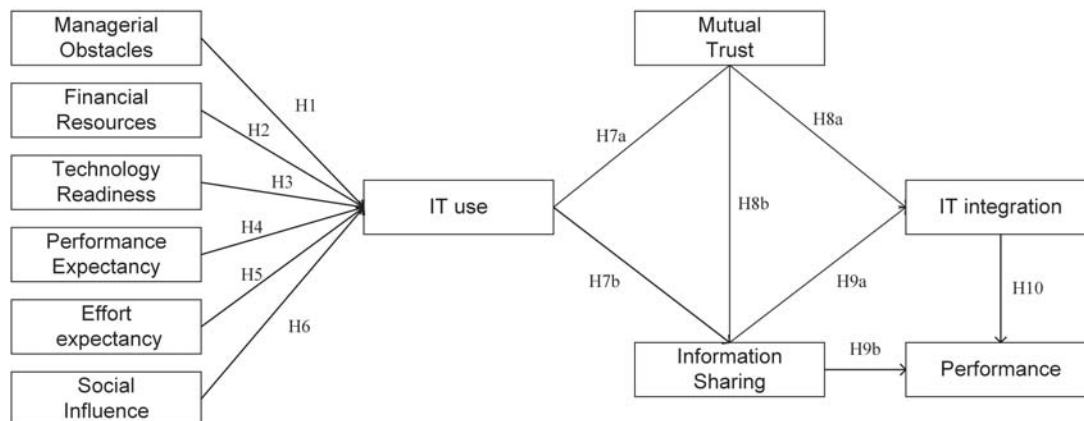 Managerial
Obstacles
Financial
Resources
Technology
Readiness
Performance
Expectancy
Effort
expectancy
Social
Influence
H1
H2
H3
H4
H5
H6
IT use
H7a
H7b
Mutual
Trust
H8a
H8b
H9a
Information
Sharing
H9b
IT integration
H10
Performance